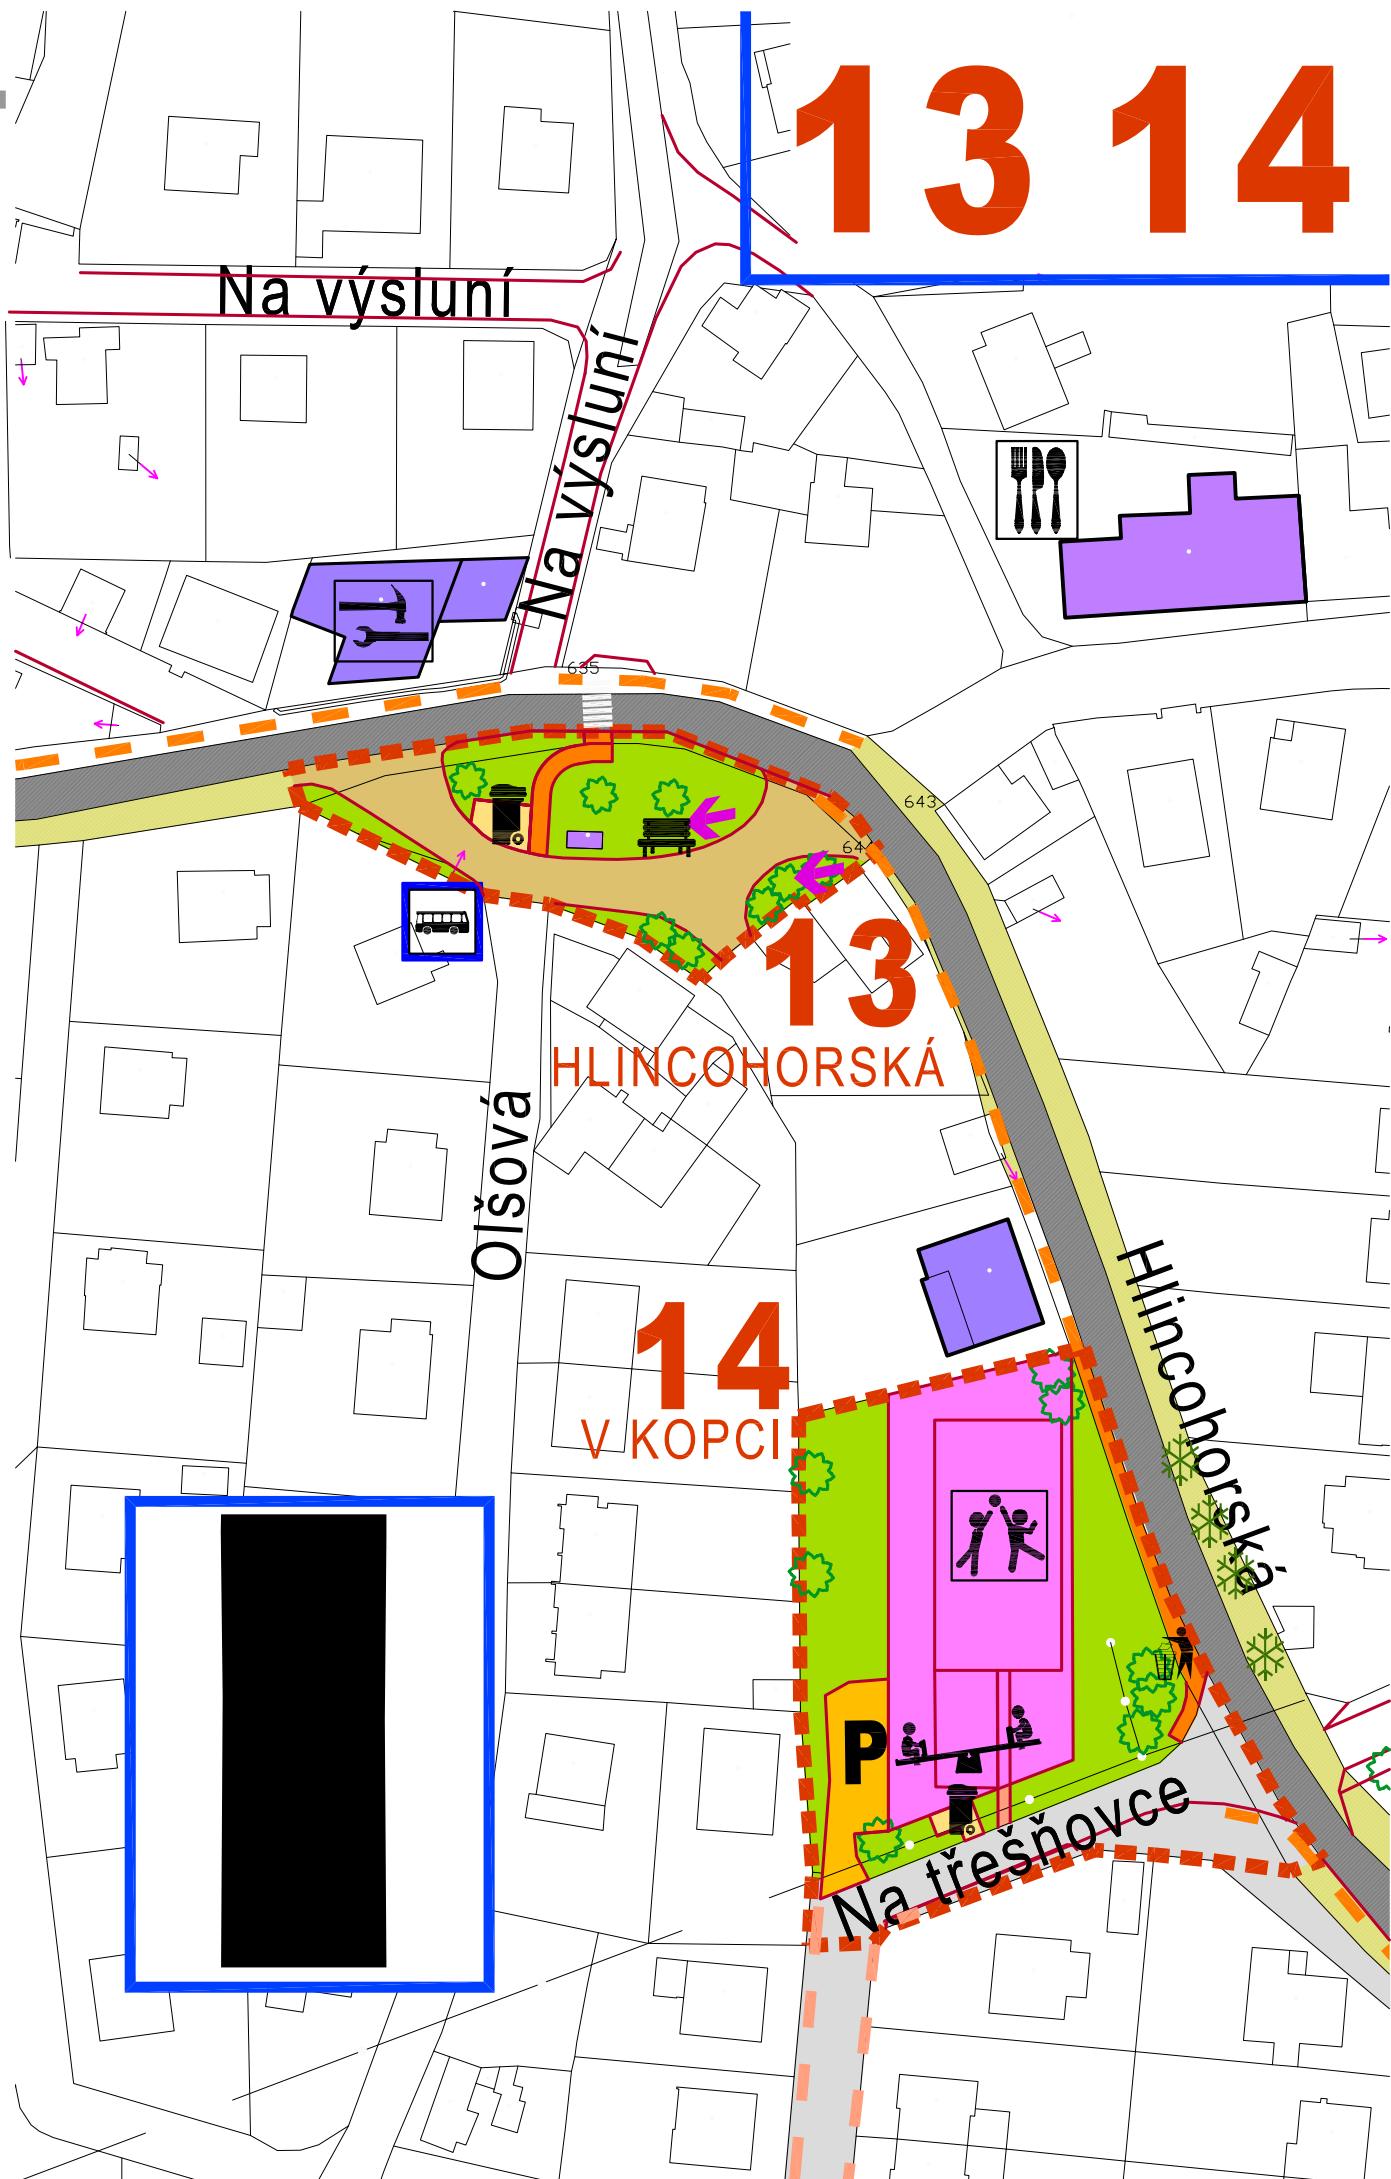 13 14
Na výsluní
Na výsluní
635
643
64
13
HLINCOHORSKÁ
Olšová
Hlincohorská
14
V KOPCI
P
Na třešňovce